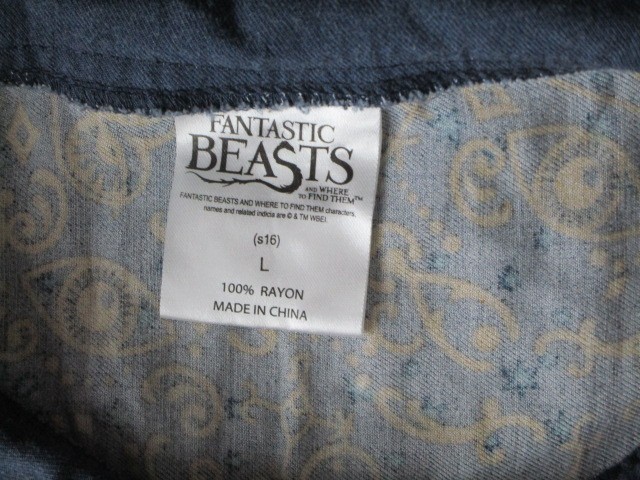 FANTASTIC
BEASTS
AND WHERE
TO FIND THEM™
FANTASTIC BEASTS AND WHERE TO FIND THEM characters,
names and related indicia are © & TM WBEI.
(s16)
L
100% RAYON
MADE IN CHINA